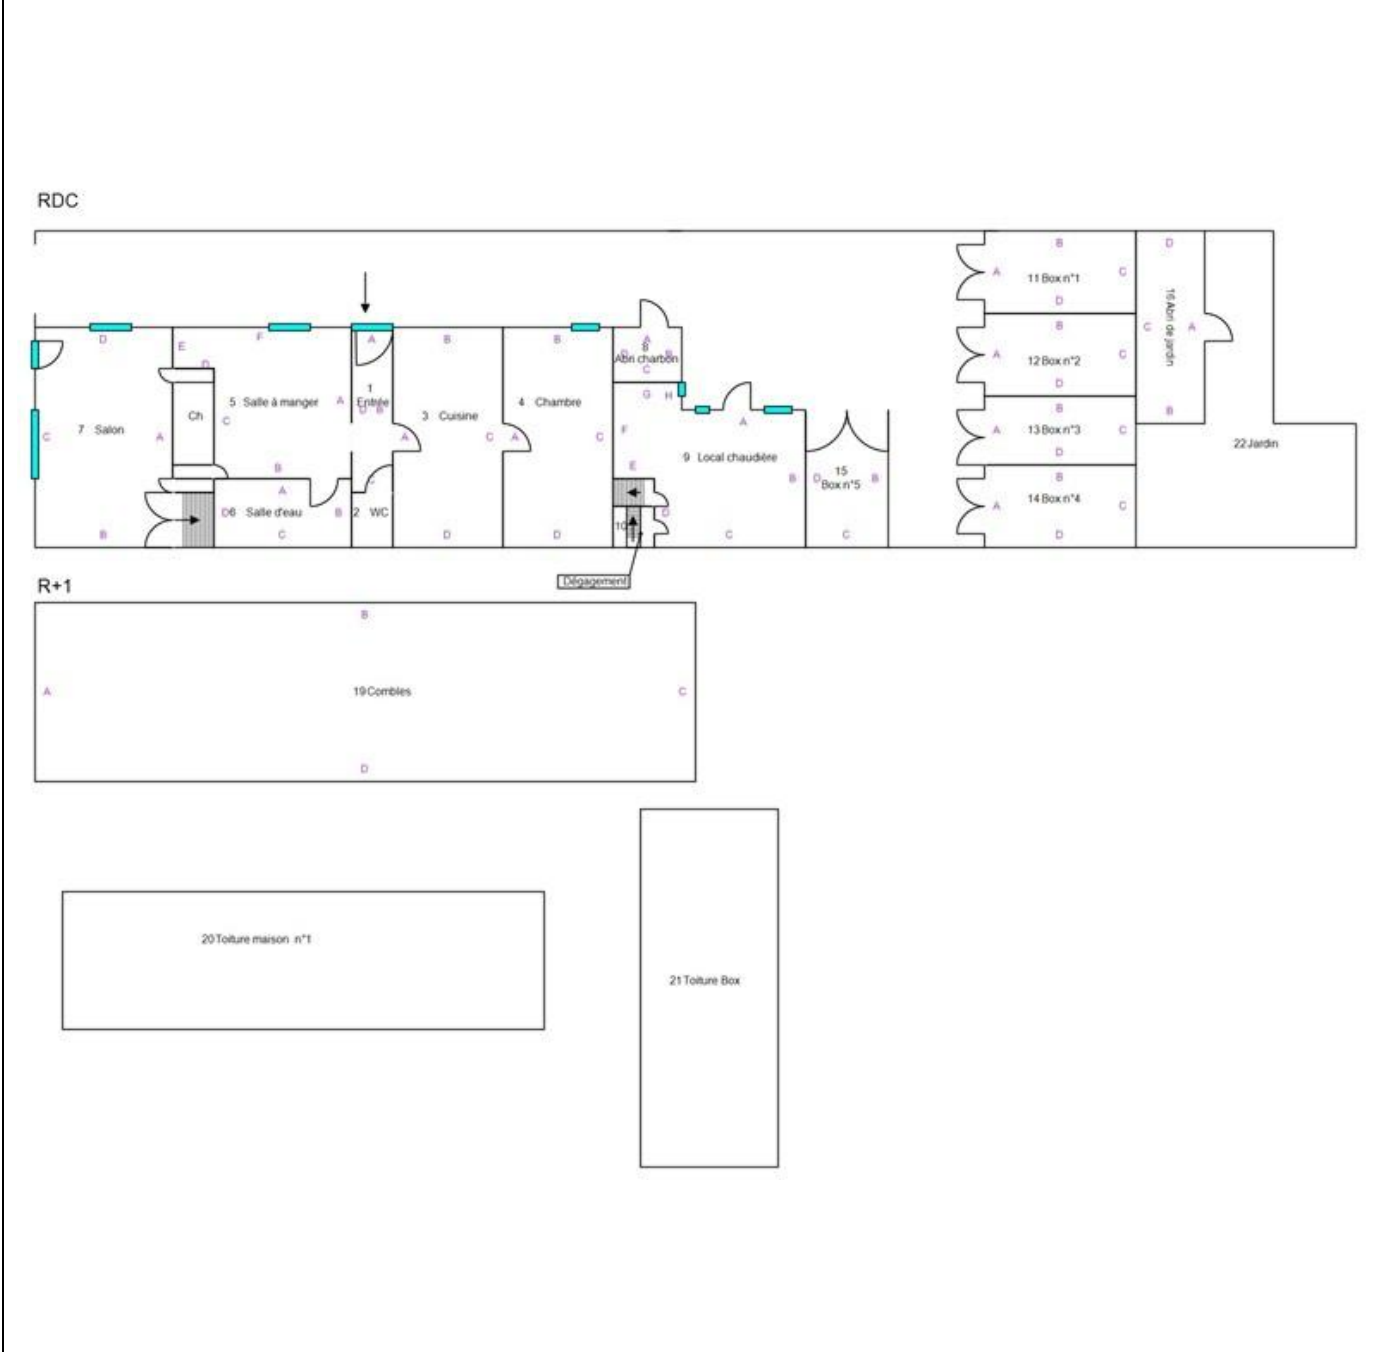 RDC
D
E
F
D
A
B
B
8
A
D
B
Abri charbon
C
G
H
B
A
11 Box n°1
C
D
B
A
12 Box n°2
C
D
D
C
16 Abri de jardin
A
B
Ch
5 Salle à manger
C
A
B
1
Entrée
D B
3 Cuisine
A
C
4 Chambre
A
C
7 Salon
C
A
B
F
E
A
9 Local chaudière
B
D
C
15
D
Box n°5
B
C
B
A
13 Box n°3
C
D
B
A
14 Box n°4
C
D
22 Jardin
A
D6 Salle d'eau
B
C
C
2 WC
D
D
10
Dégagement
R+1
B
A
19 Combles
C
D
20 Toiture maison n°1
21 Toiture Box